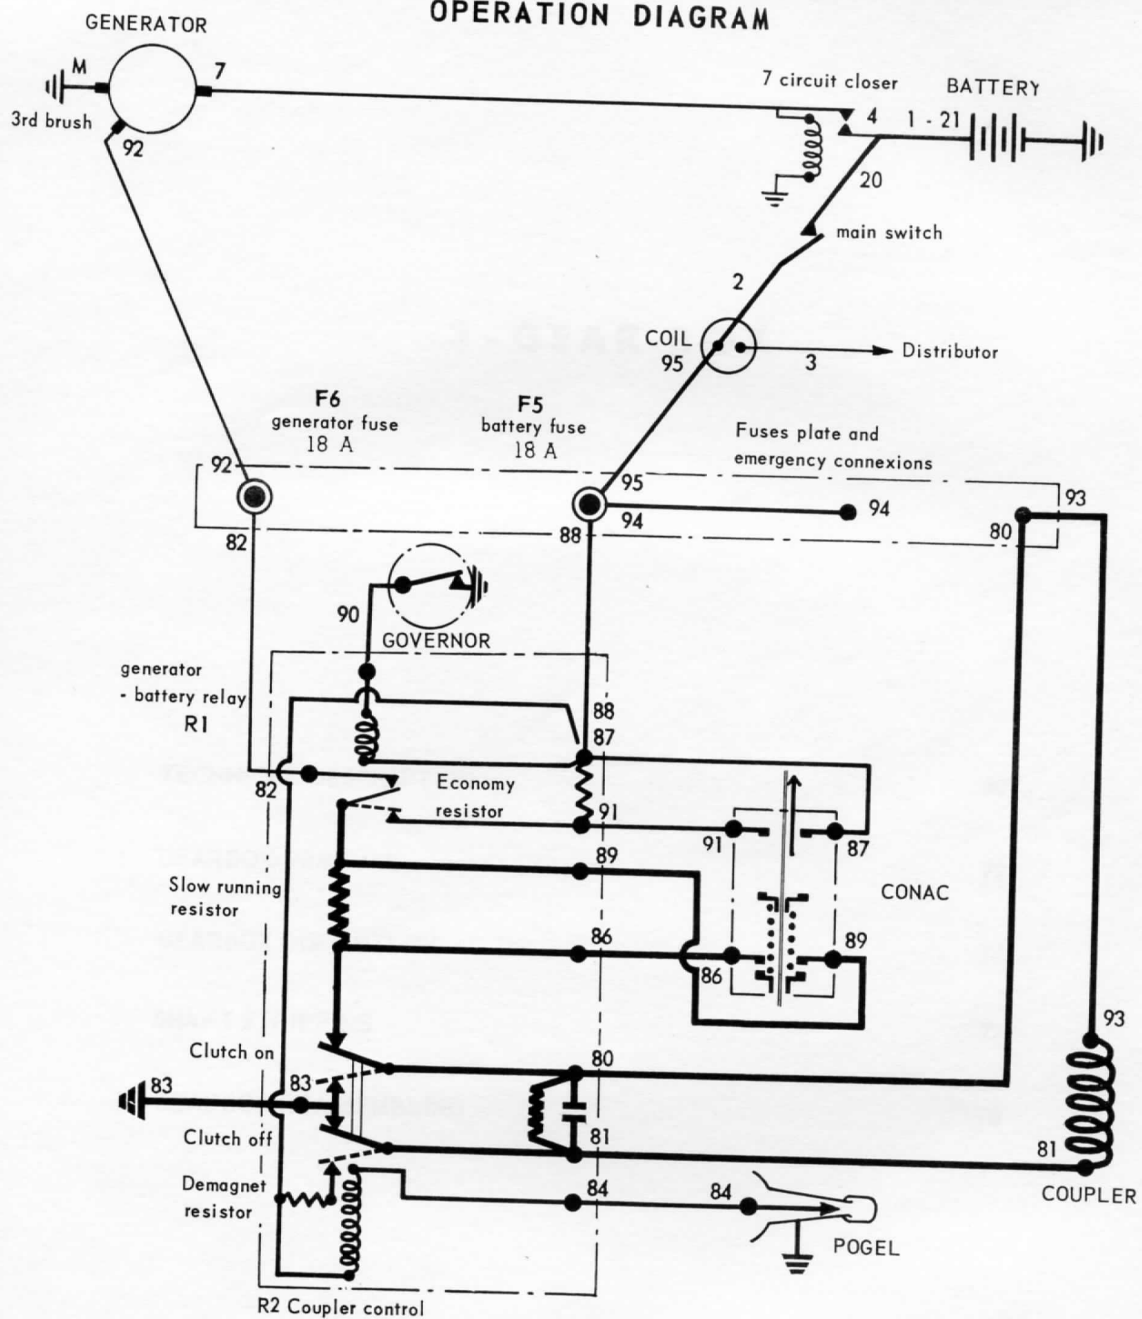 OPERATION DIAGRAM
GENERATOR
M
7
7 circuit closer
BATTERY
3rd brush
92
4
1 - 21
20
main switch
2
COIL
95
3
Distributor
F6
generator fuse
18 A
F5
battery fuse
18 A
Fuses plate and
emergency connexions
92
95
94
94
93
82
88
80
90
GOVERNOR
generator
- battery relay
R1
88
87
82
Economy
resistor
91
91
87
89
CONAC
Slow running
resistor
86
86
89
93
Clutch on
80
83
83
Clutch off
81
81
Demagnet
resistor
84
84
COUPLER
POGEL
R2 Coupler control